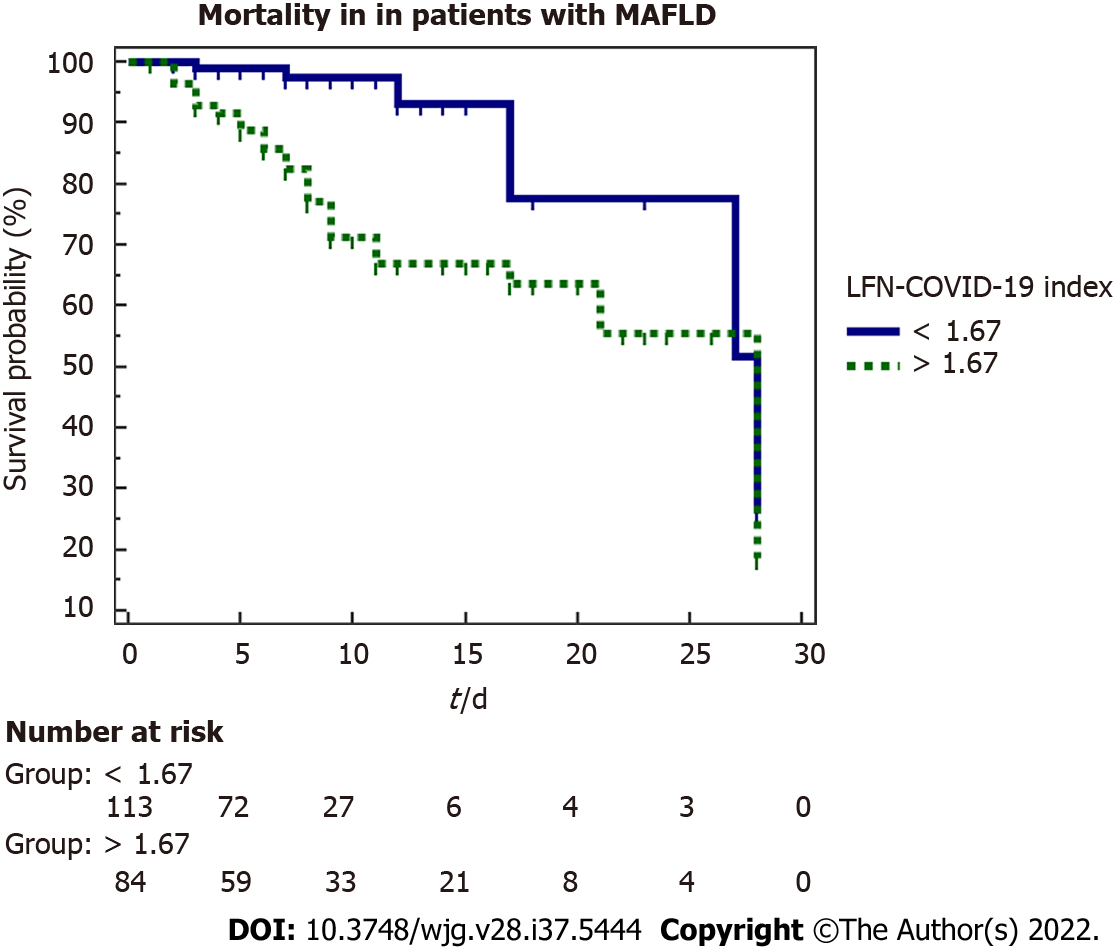 Mortality in in patients with MAFLD
100
90
80
70
60
50
40
30
20
10
Survival probability (%)
0 5 10 15 20 25 30
t/d
LFN-COVID-19 index
< 1.67
> 1.67
Number at risk
Group: < 1.67
113 72 27 6 4 3 0
Group: > 1.67
84 59 33 21 8 4 0
DOI: 10.3748/wjg.v28.i37.5444 Copyright ©The Author(s) 2022.